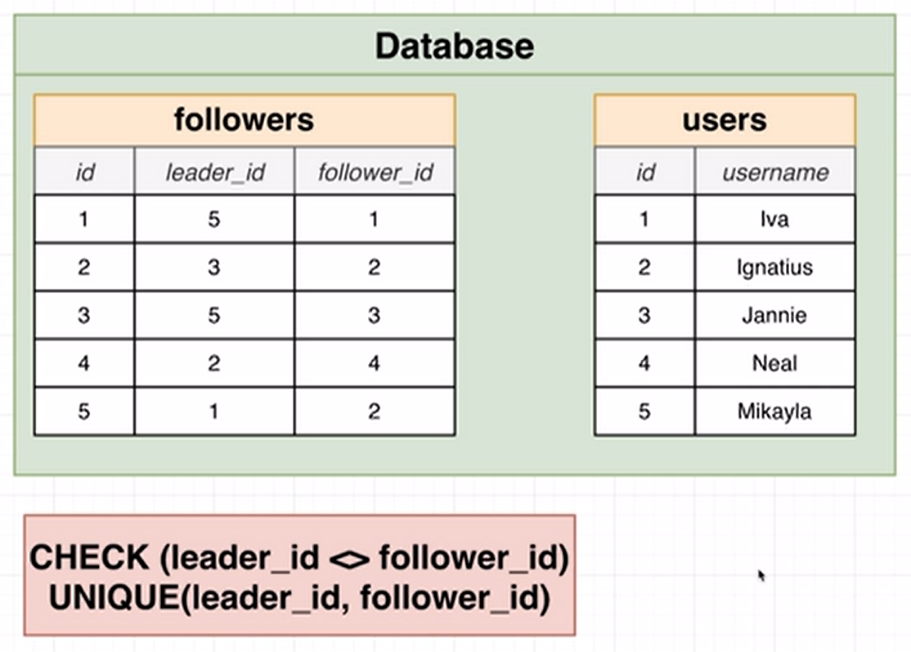 Database
followers
id leader_id follower_id
1 5 1
2 3 2
3 5 3
4 2 4
5 1 2
users
id username
1 Iva
2 Ignatius
3 Jannie
4 Neal
5 Mikayla
CHECK (leader_id <> follower_id)
UNIQUE(leader_id, follower_id)